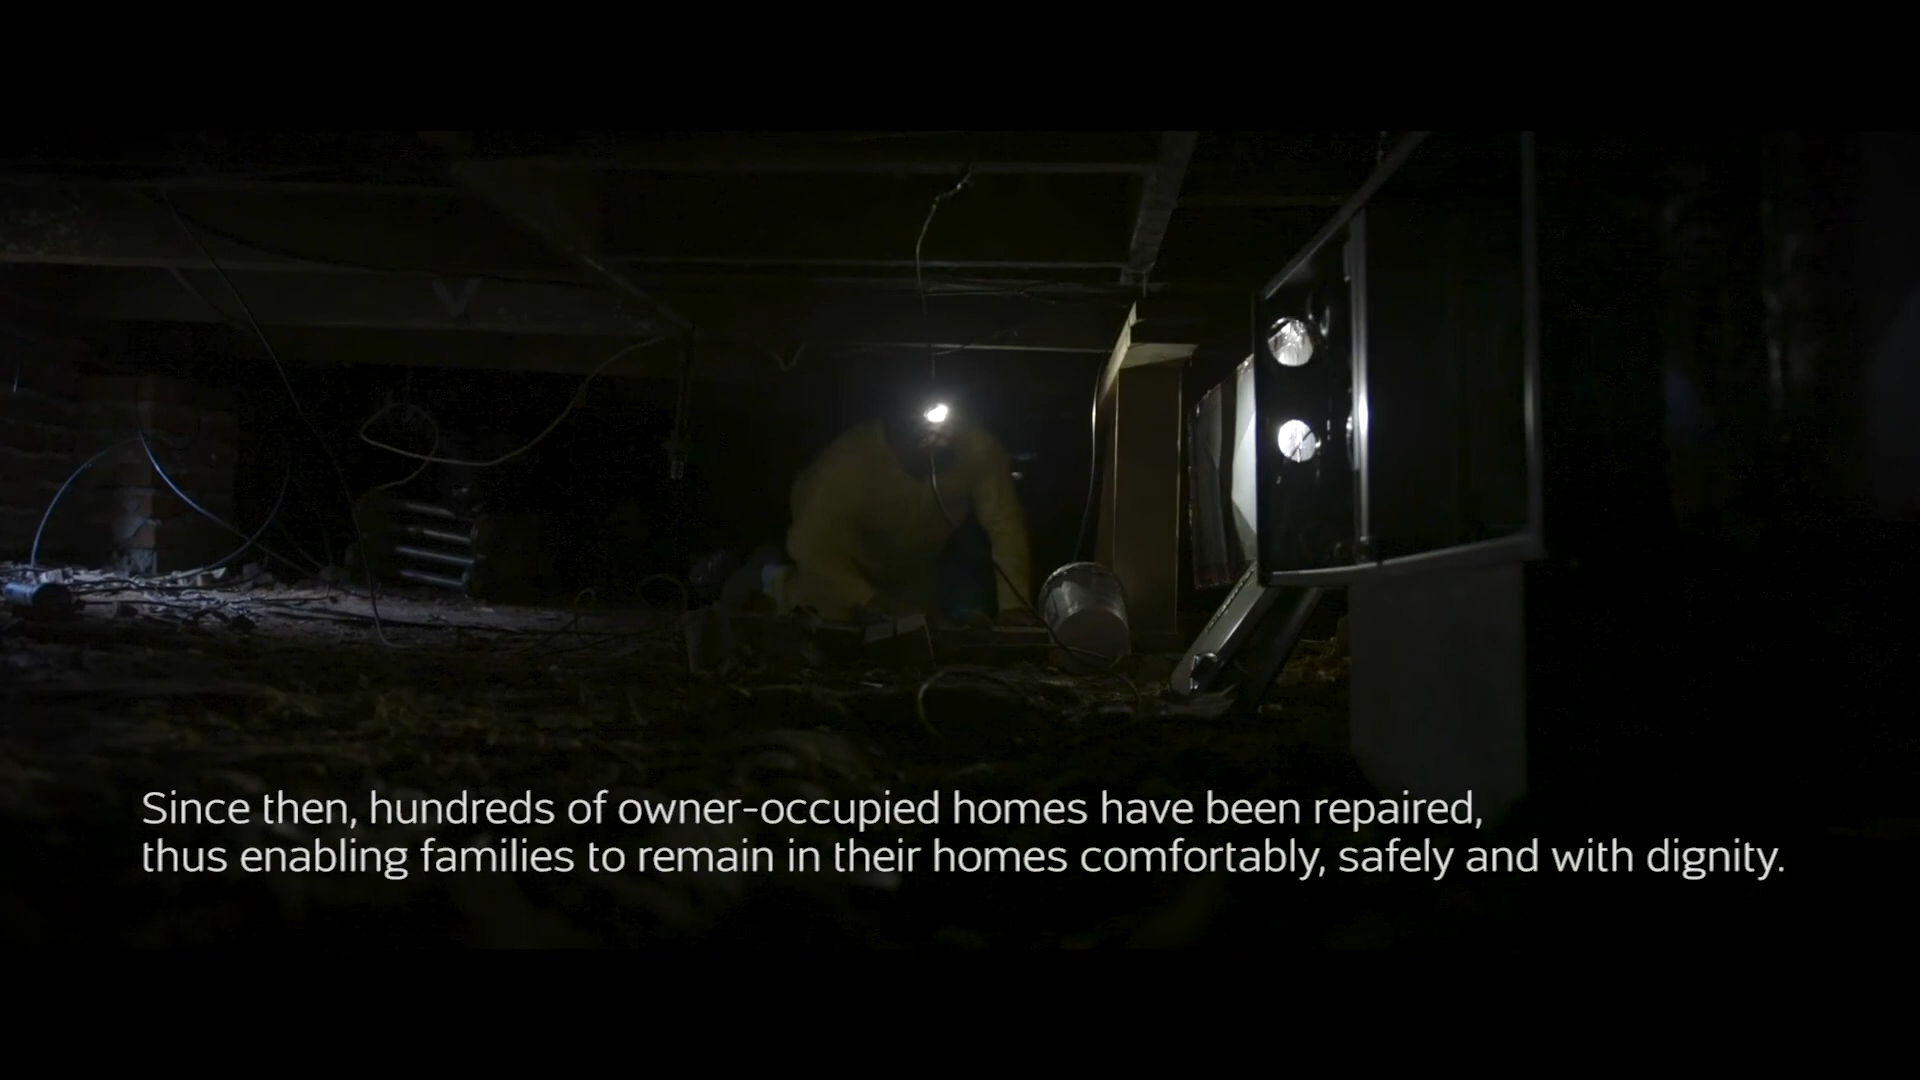 Since then, hundreds of owner-occupied homes have been repaired,
thus enabling families to remain in their homes comfortably, safely and with dignity.